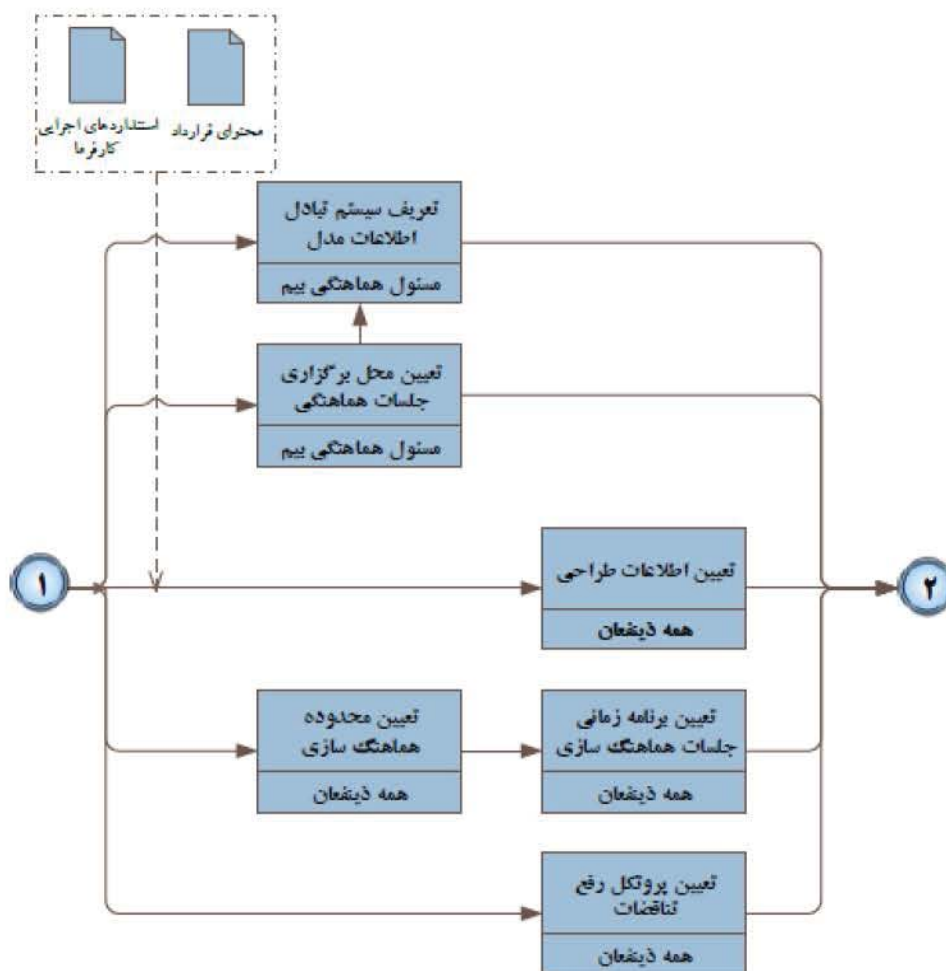 محتوای قرارداد
استانداردهای اجرایی
کارفرما
تعریف سیستم تبادل
اطلاعات مدل
مسئول هماهنگی بیم
تعیین محل برگزاری
جلسات هماهنگی
مسئول هماهنگی بیم
۱
تعیین اطلاعات طراحی
همه ذینفعان
۲
تعیین محدوده
هماهنگ سازی
همه ذینفعان
تعیین برنامه زمانی
جلسات هماهنگ سازی
همه ذینفعان
تعیین پروتکل رفع
تناقضات
همه ذینفعان